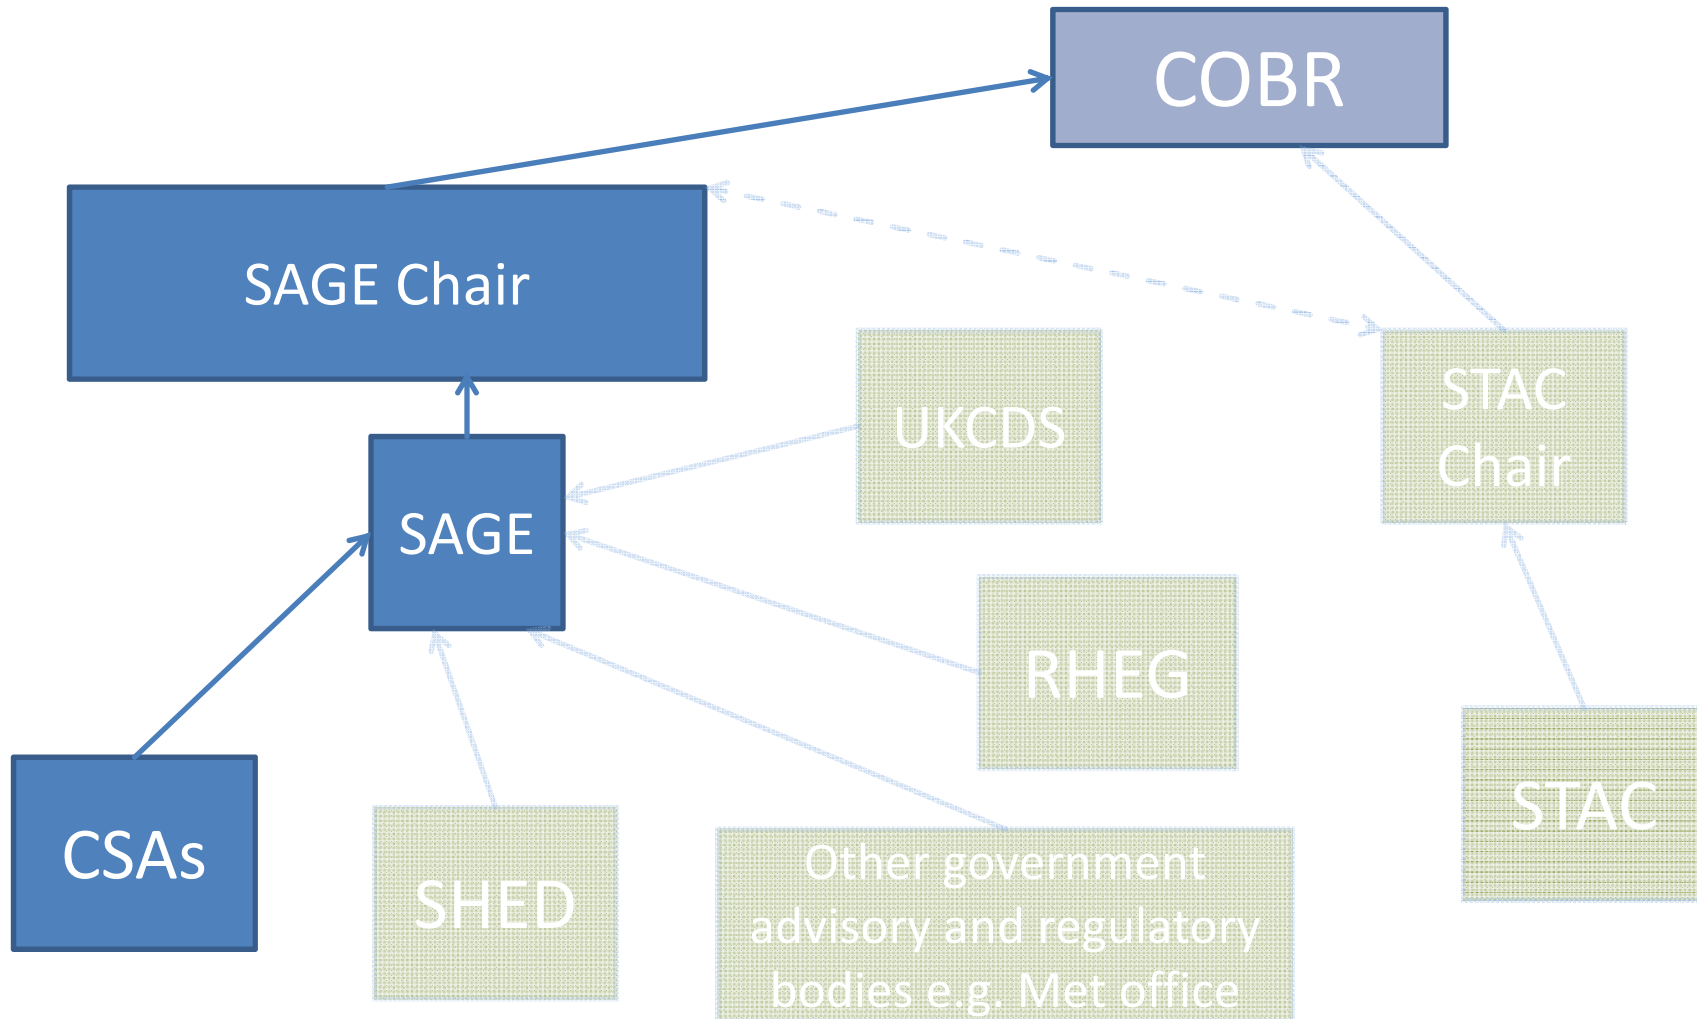 COBR
SAGE Chair
UKCDS
STAC
Chair
SAGE
RHEG
STAC
CSAs
SHED
Other government
advisory and regulatory
bodies e.g. Met office